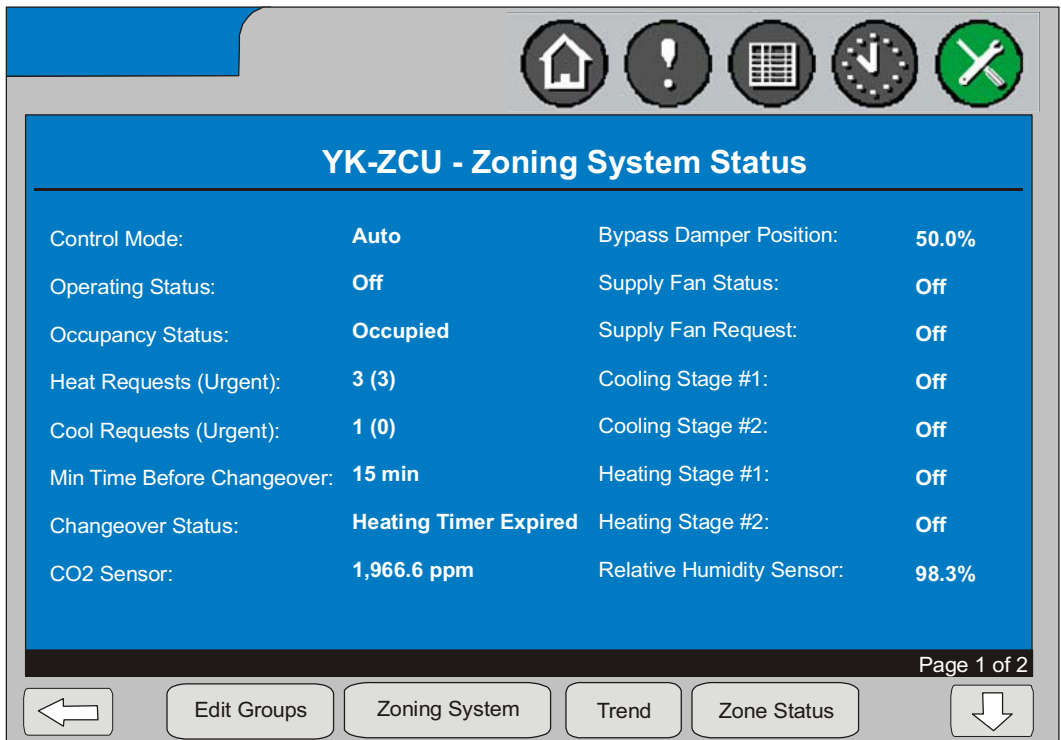 YK-ZCU - Zoning System Status
Control Mode: Auto Bypass Damper Position: 50.0%
Operating Status: Off Supply Fan Status: Off
Occupancy Status: Occupied Supply Fan Request: Off
Heat Requests (Urgent): 3 (3) Cooling Stage #1: Off
Cool Requests (Urgent): 1 (0) Cooling Stage #2: Off
Min Time Before Changeover: 15 min Heating Stage #1: Off
Changeover Status: Heating Timer Expired Heating Stage #2: Off
CO2 Sensor: 1,966.6 ppm Relative Humidity Sensor: 98.3%
Page 1 of 2
Edit Groups Zoning System Trend Zone Status